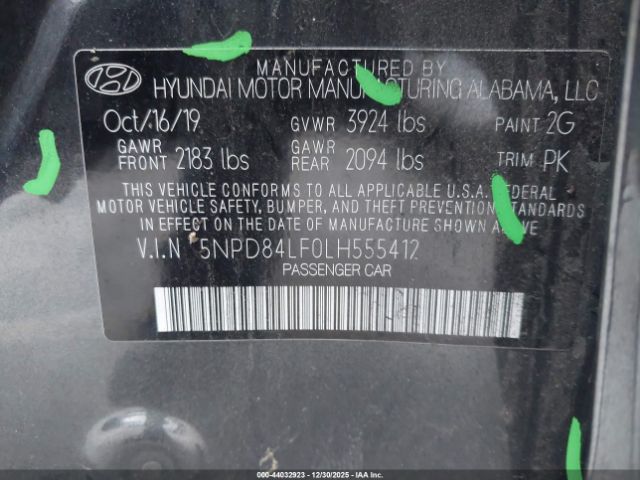 MANUFACTURED BY
HYUNDAI MOTOR MANUFACTURING ALABAMA, LLC
Oct/16/19 GVWR 3924 lbs PAINT 2G
GAWR FRONT 2183 lbs GAWR REAR 2094 lbs TRIM PK
THIS VEHICLE CONFORMS TO ALL APPLICABLE U.S.A. FEDERAL
MOTOR VEHICLE SAFETY, BUMPER, AND THEFT PREVENTION STANDARDS
IN EFFECT ON THE DATE OF MANUFACTURE SHOWN ABOVE.
V.I.N 5NPD84LF0LH555412
PASSENGER CAR
000-44032923 - 12/30/2025 - IAAC. Inc.